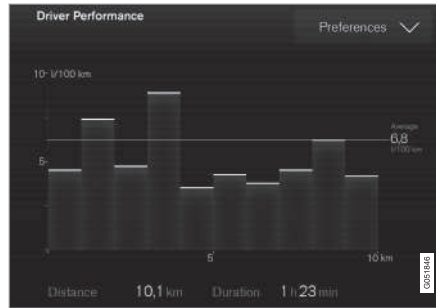 Driver Performance
Preferences
10 l/100 km
Average
6,8
l/100 km
5
5
10 km
Distance 10,1 km Duration 1 h 23 min
G051846